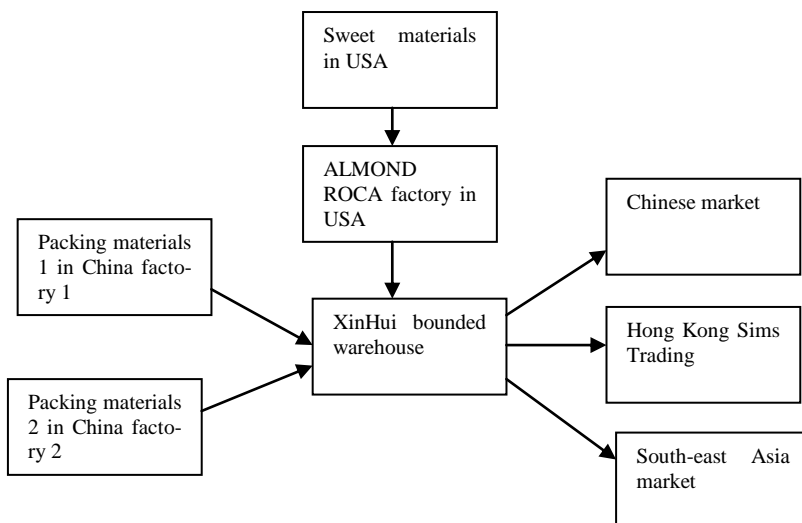 Sweet materials
in USA
ALMOND
ROCA factory in
USA
Chinese market
Packing materials
1 in China facto-
ry 1
XinHui bounded
warehouse
Hong Kong Sims
Trading
Packing materials
2 in China facto-
ry 2
South-east Asia
market